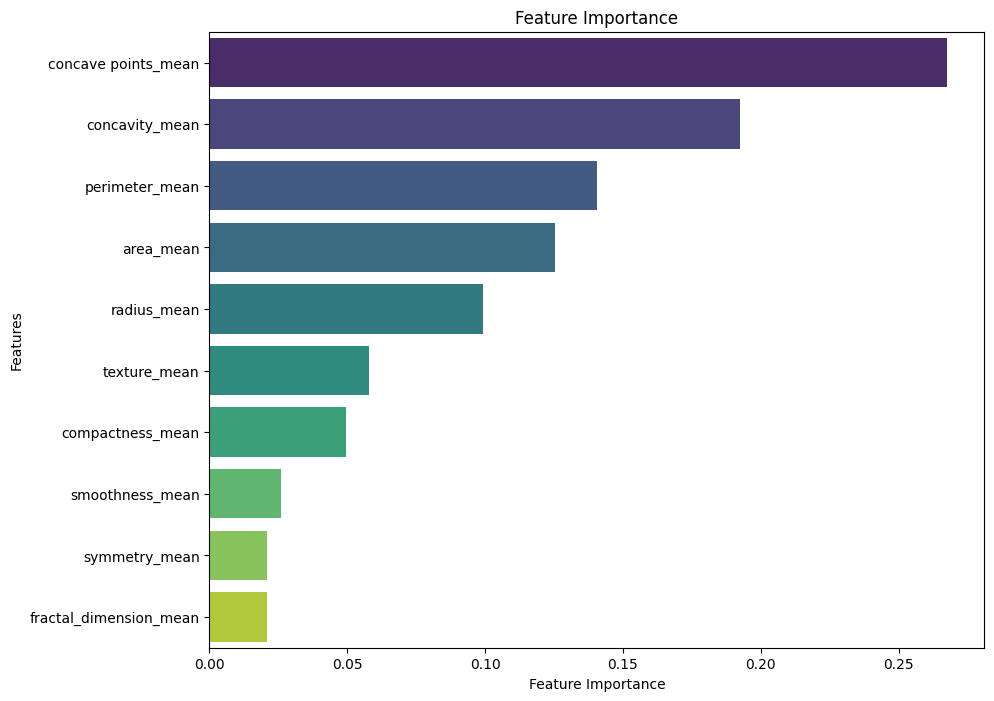 Feature Importance
Features
concave points_mean
concavity_mean
perimeter_mean
area_mean
radius_mean
texture_mean
compactness_mean
smoothness_mean
symmetry_mean
fractal_dimension_mean
0.00 0.05 0.10 0.15 0.20 0.25
Feature Importance